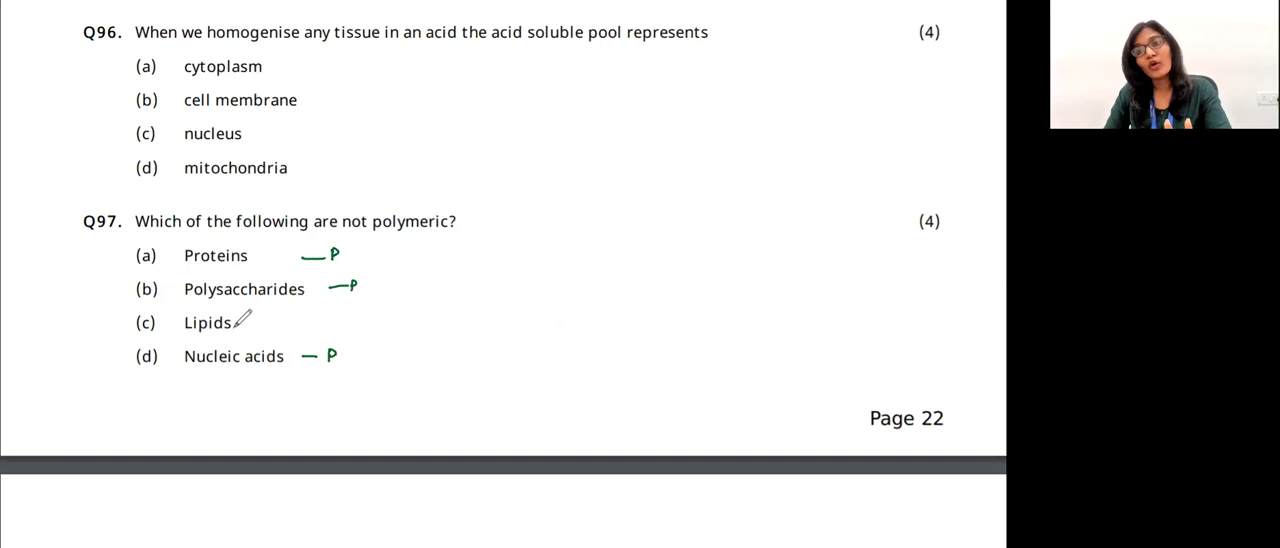 Q96. When we homogenise any tissue in an acid the acid soluble pool represents (4)
(a) cytoplasm
(b) cell membrane
(c) nucleus
(d) mitochondria
Q97. Which of the following are not polymeric? (4)
(a) Proteins — P
(b) Polysaccharides — P
(c) Lipids
(d) Nucleic acids — P
Page 22